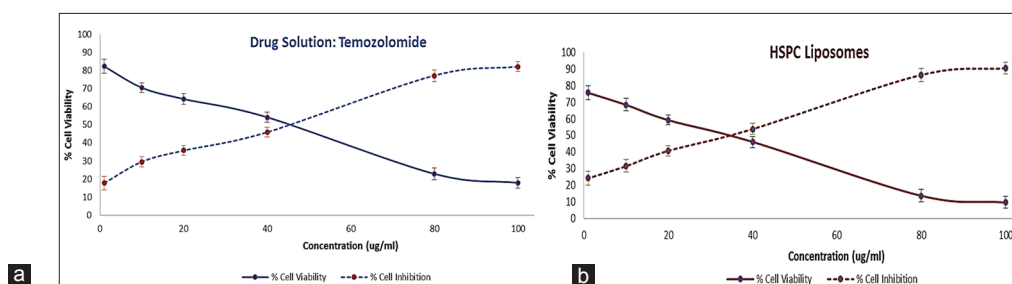 Drug Solution: Temozolomide
% Cell Viability
100
90
80
70
60
50
40
30
20
10
0
0 20 40 60 80 100
Concentration (ug/ml)
% Cell Viability % Cell Inhibition
a
HSPC Liposomes
% Cell Viability
100
90
80
70
60
50
40
30
20
10
0
0 20 40 60 80 100
Concentration (ug/ml)
% Cell Viability % Cell Inhibition
b